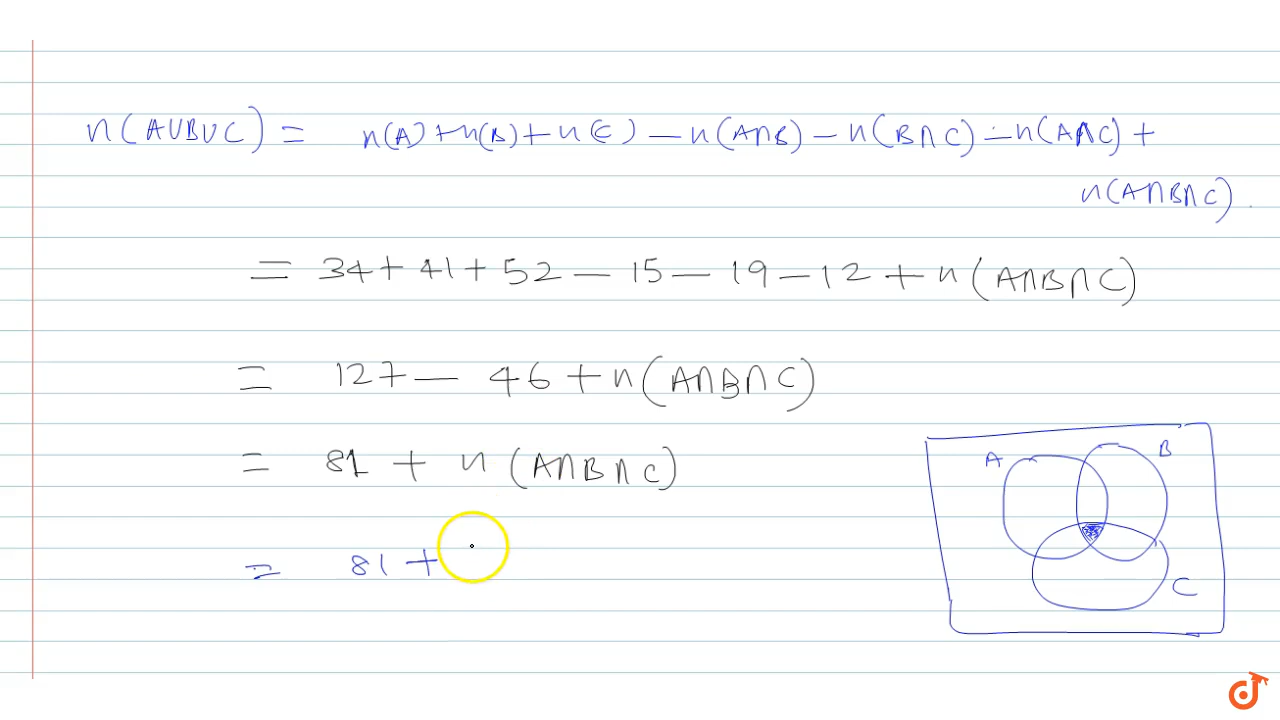 n(A∪B∪C) = n(A)+n(B)+n(C) – n(A∩B) – n(B∩C) – n(A∩C) +
n(A∩B∩C).
= 34+ 41+ 52 – 15 – 19 – 12 + n(A∩B∩C)
= 127 – 46 + n(A∩B∩C)
= 81 + n(A∩B∩C)
= 81 +
A
B
C